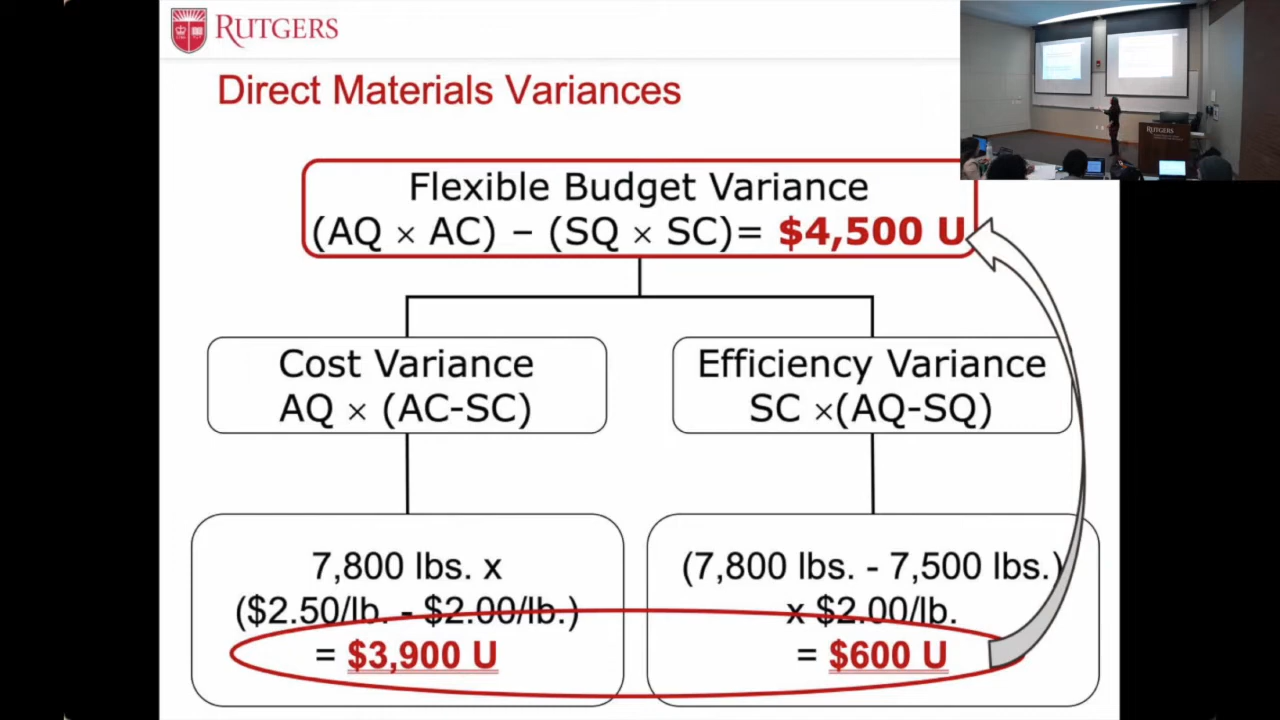 RUTGERS
Direct Materials Variances
Flexible Budget Variance
(AQ × AC) – (SQ × SC)= $4,500 U
Cost Variance
AQ × (AC-SC)
Efficiency Variance
SC ×(AQ-SQ)
7,800 lbs. x
($2.50/lb. - $2.00/lb.)
= $3,900 U
(7,800 lbs. - 7,500 lbs.)
x $2.00/lb.
= $600 U
RUTGERS